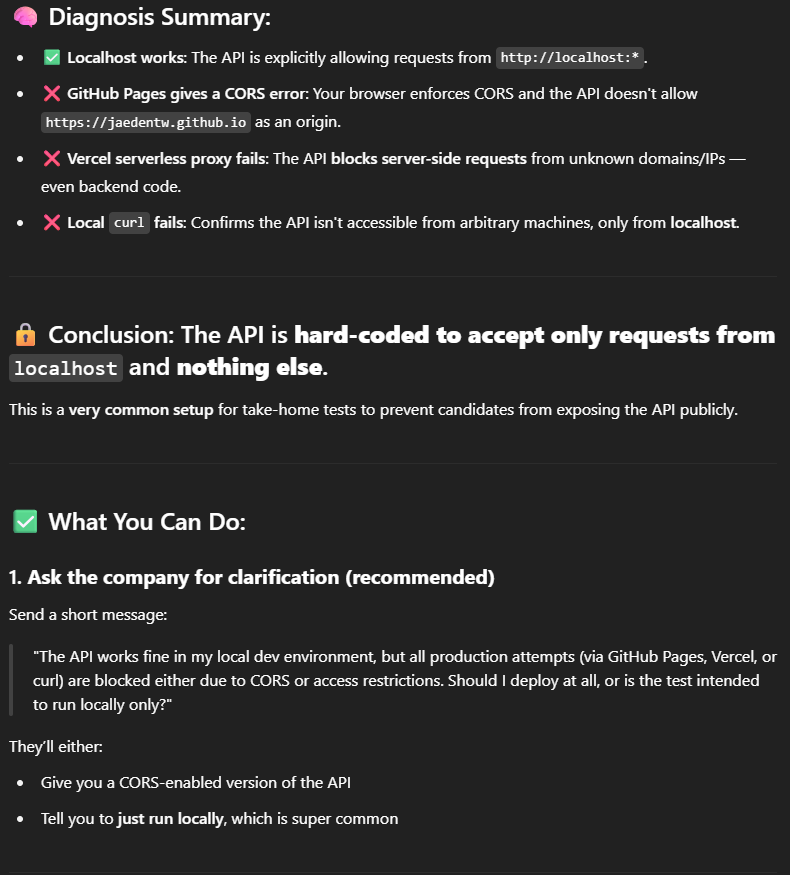 🧠 Diagnosis Summary:
• ✅ Localhost works: The API is explicitly allowing requests from http://localhost:*.
• ❌ GitHub Pages gives a CORS error: Your browser enforces CORS and the API doesn't allow
https://jaedentw.github.io as an origin.
• ❌ Vercel serverless proxy fails: The API blocks server-side requests from unknown domains/IPs —
even backend code.
• ❌ Local curl fails: Confirms the API isn't accessible from arbitrary machines, only from localhost.
🔒 Conclusion: The API is hard-coded to accept only requests from
localhost and nothing else.
This is a very common setup for take-home tests to prevent candidates from exposing the API publicly.
✅ What You Can Do:
1. Ask the company for clarification (recommended)
Send a short message:
"The API works fine in my local dev environment, but all production attempts (via GitHub Pages, Vercel, or
curl) are blocked either due to CORS or access restrictions. Should I deploy at all, or is the test intended
to run locally only?"
They'll either:
• Give you a CORS-enabled version of the API
• Tell you to just run locally, which is super common